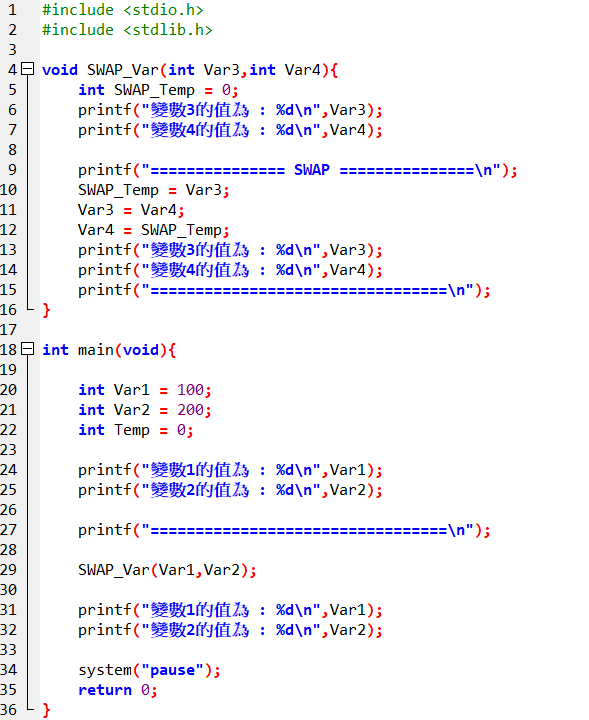 1 #include <stdio.h>
2 #include <stdlib.h>
3
4 void SWAP_Var(int Var3,int Var4){
5     int SWAP_Temp = 0;
6     printf("變數3的值為 : %d\n",Var3);
7     printf("變數4的值為 : %d\n",Var4);
8
9     printf("=============== SWAP ===============\n");
10     SWAP_Temp = Var3;
11     Var3 = Var4;
12     Var4 = SWAP_Temp;
13     printf("變數3的值為 : %d\n",Var3);
14     printf("變數4的值為 : %d\n",Var4);
15     printf("=================================\n");
16 }
17
18 int main(void){
19
20     int Var1 = 100;
21     int Var2 = 200;
22     int Temp = 0;
23
24     printf("變數1的值為 : %d\n",Var1);
25     printf("變數2的值為 : %d\n",Var2);
26
27     printf("=================================\n");
28
29     SWAP_Var(Var1,Var2);
30
31     printf("變數1的值為 : %d\n",Var1);
32     printf("變數2的值為 : %d\n",Var2);
33
34     system("pause");
35     return 0;
36 }